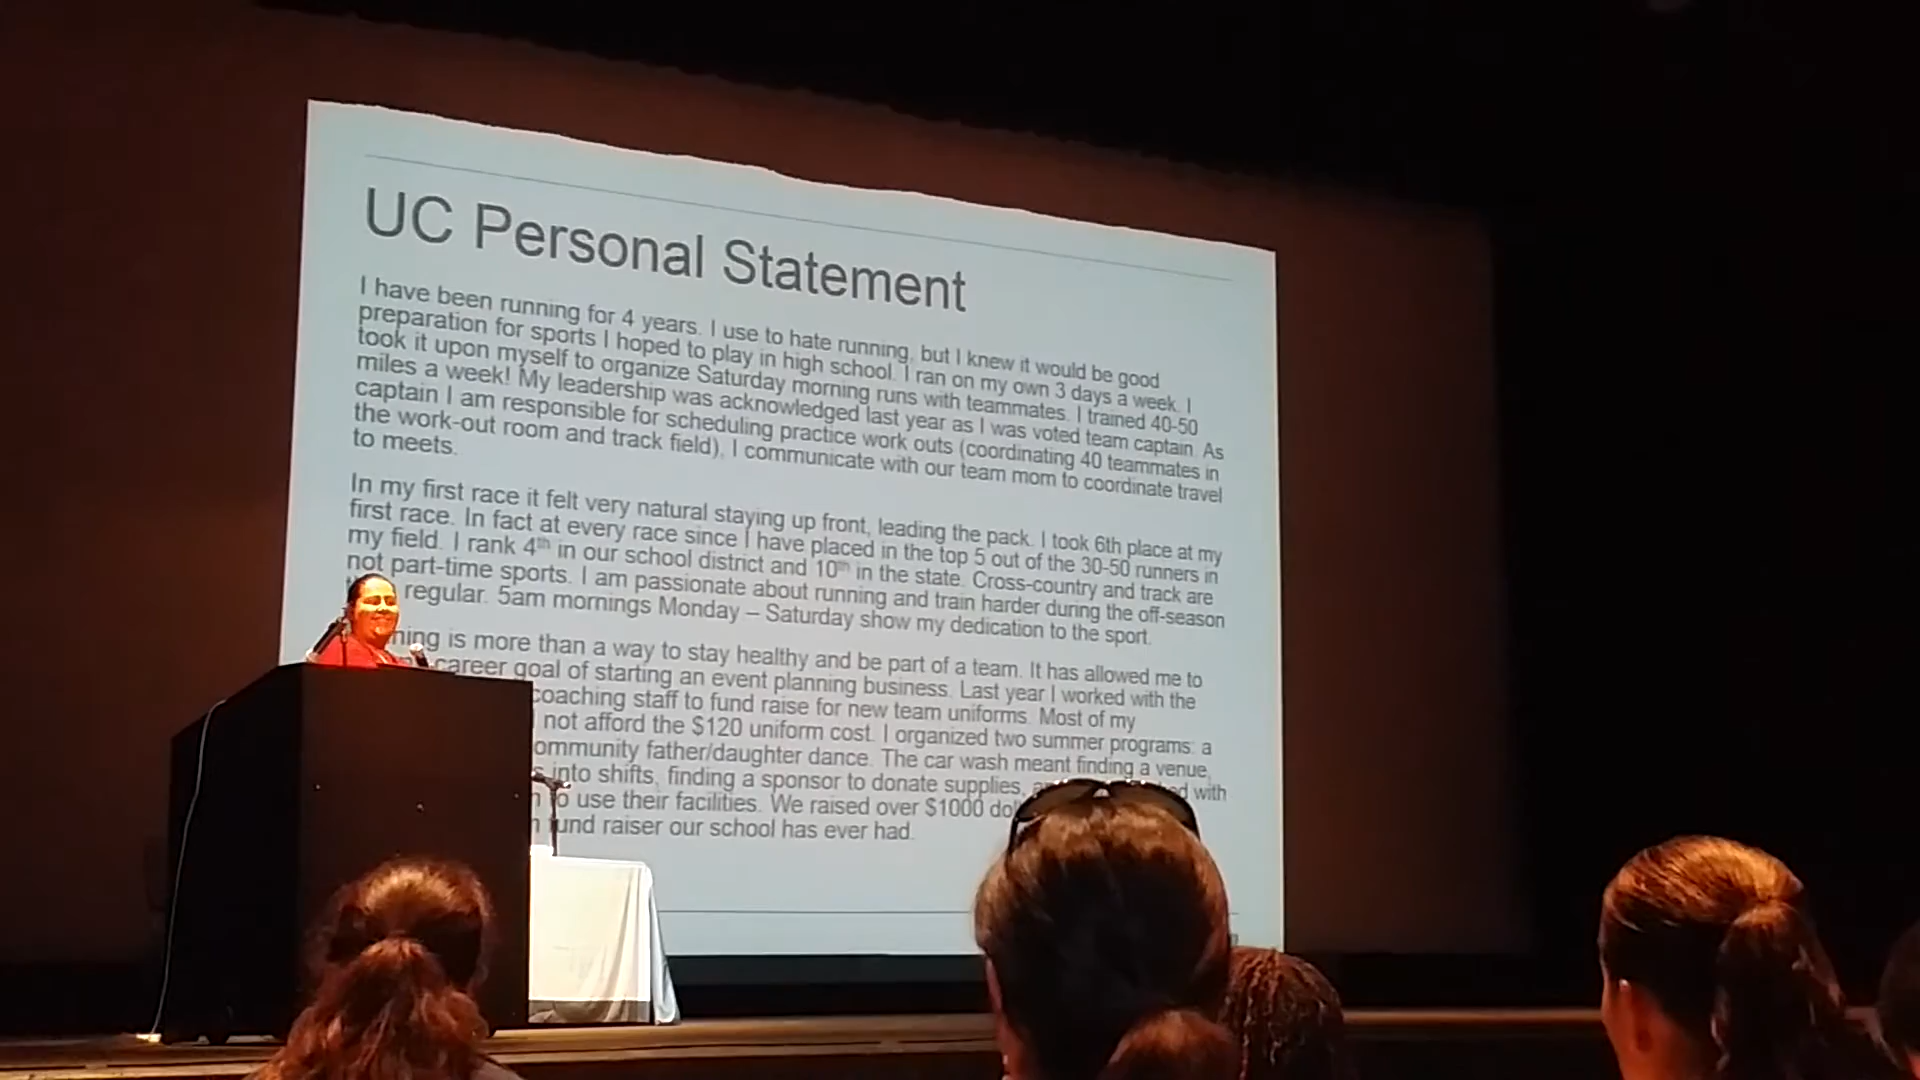 UC Personal Statement
I have been running for 4 years. I use to hate running, but I knew it would be good
preparation for sports I hoped to play in high school. I ran on my own 3 days a week. I
took it upon myself to organize Saturday morning runs with teammates. I trained 40-50
miles a week! My leadership was acknowledged last year as I was voted team captain. As
captain I am responsible for scheduling practice work outs (coordinating 40 teammates in
the work-out room and track field). I communicate with our team mom to coordinate travel
to meets.
In my first race it felt very natural staying up front, leading the pack. I took 6th place at my
first race. In fact at every race since I have placed in the top 5 out of the 30-50 runners in
my field. I rank 4th in our school district and 10th in the state. Cross-country and track are
not part-time sports. I am passionate about running and train harder during the off-season
regular. 5am mornings Monday – Saturday show my dedication to the sport.
is more than a way to stay healthy and be part of a team. It has allowed me to
career goal of starting an event planning business. Last year I worked with the
coaching staff to fund raise for new team uniforms. Most of my
not afford the $120 uniform cost. I organized two summer programs: a
father/daughter dance. The car wash meant finding a venue,
into shifts, finding a sponsor to donate supplies, with
to use their facilities. We raised over $1000
fund raiser our school has ever had.